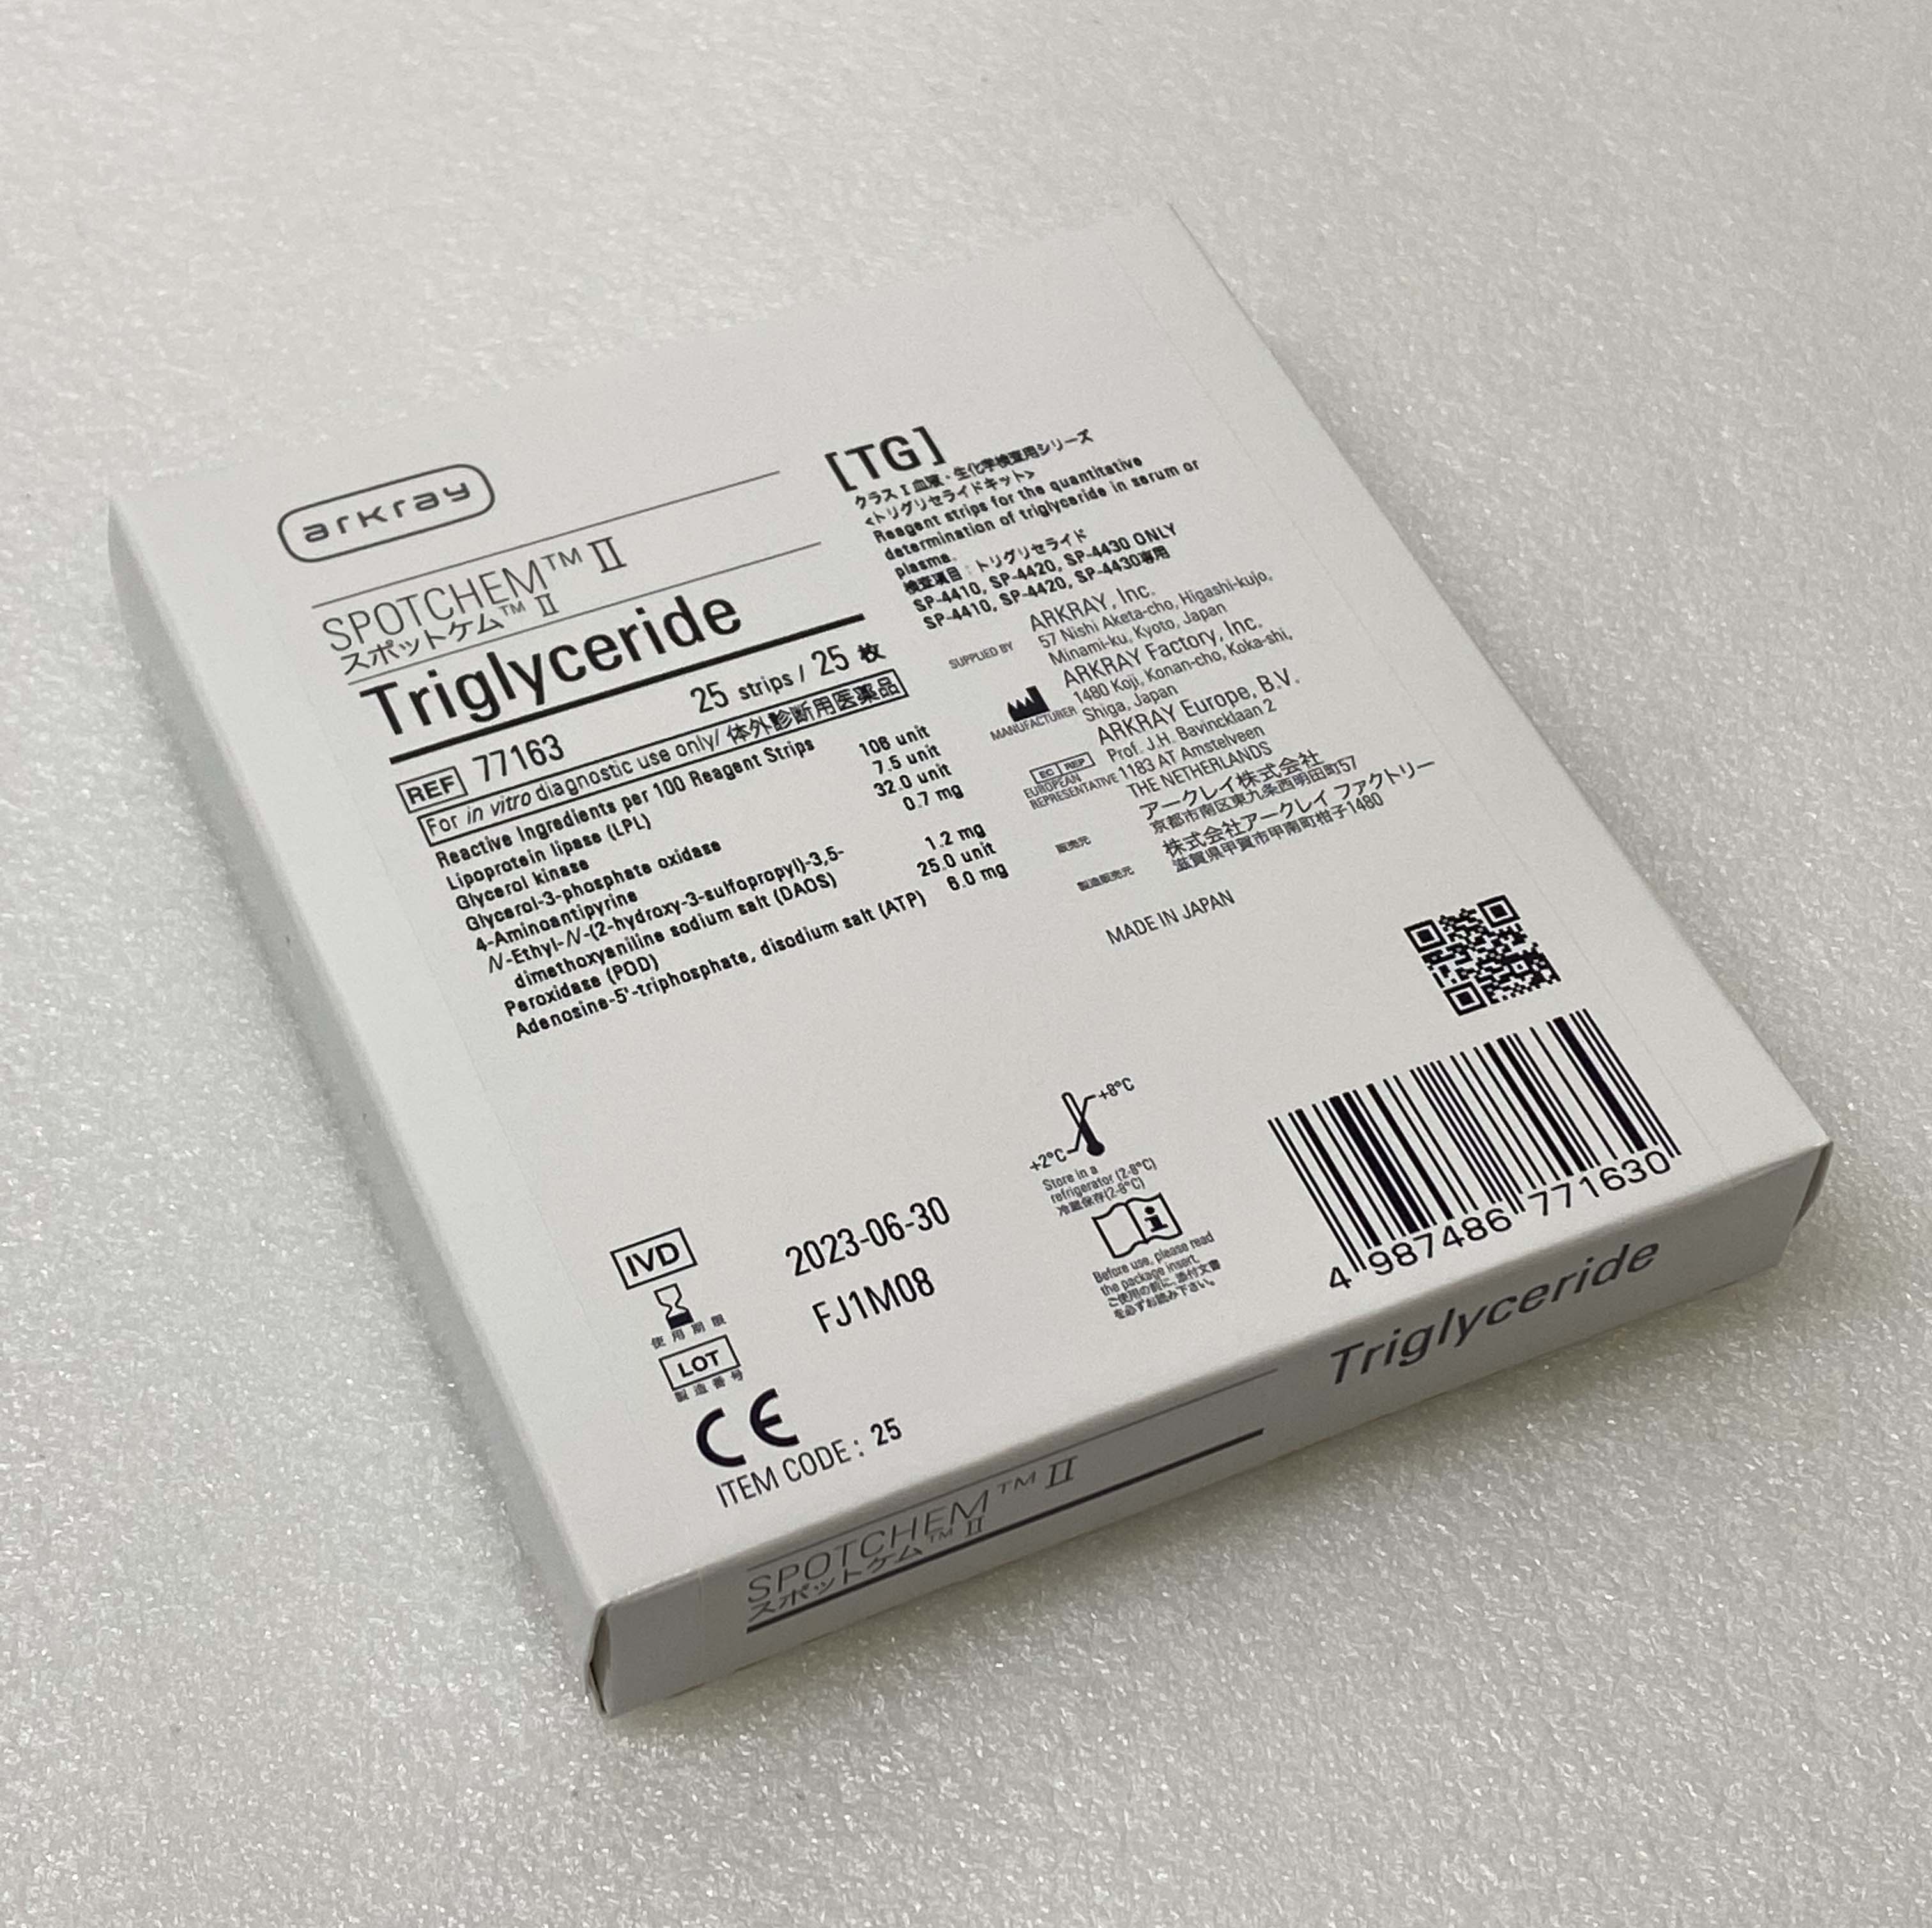 arkray
SPOTCHEM™ II
スポットケム™ II
Triglyceride
25 strips / 25 枚
REF 77163
For in vitro diagnostic use only/ 体外診断用医薬品
Reactive Ingredients per 100 Reagent Strips
Lipoprotein lipase (LPL) 106 unit
Glycerol kinase 7.5 unit
Glycerol-3-phosphate oxidase 32.0 unit
4-Aminoantipyrine 0.7 mg
N-Ethyl-N-(2-hydroxy-3-sulfopropyl)-3,5-
dimethoxyaniline sodium salt (DAOS) 1.2 mg
Peroxidase (POD) 25.0 unit
Adenosine-5'-triphosphate, disodium salt (ATP) 6.0 mg
[TG]
クラス I 血液・生化学検査用シリーズ
<トリグリセライドキット>
Reagent strips for the quantitative
determination of triglyceride in serum or
plasma.
検査項目：トリグリセライド
SP-4410, SP-4420, SP-4430 ONLY
SP-4410, SP-4420, SP-4430専用
SUPPLIED BY
ARKRAY, Inc.
57 Nishi Aketa-cho, Higashi-kujo,
Minami-ku, Kyoto, Japan
MANUFACTURER
ARKRAY Factory, Inc.
1480 Koji, Konan-cho, Koka-shi,
Shiga, Japan
EC REP
EUROPEAN
REPRESENTATIVE
ARKRAY Europe, B.V.
Prof. J.H. Bavincklaan 2
1183 AT Amstelveen
THE NETHERLANDS
販売元
アークレイ株式会社
京都市南区東九条西明田町57
製造販売元
株式会社アークレイ ファクトリー
滋賀県甲賀市甲南町柑子1480
MADE IN JAPAN
IVD
使用期限
2023-06-30
LOT
製造番号
FJ1M08
CE
ITEM CODE : 25
+8°C
+2°C
Store in a
refrigerator (2-8°C)
冷蔵保存(2-8°C)
Before use, please read
the package insert.
ご使用の前に、添付文書
を必ずお読み下さい。
4 987486 771630
SPOTCHEM™ II
スポットケム™ II
Triglyceride